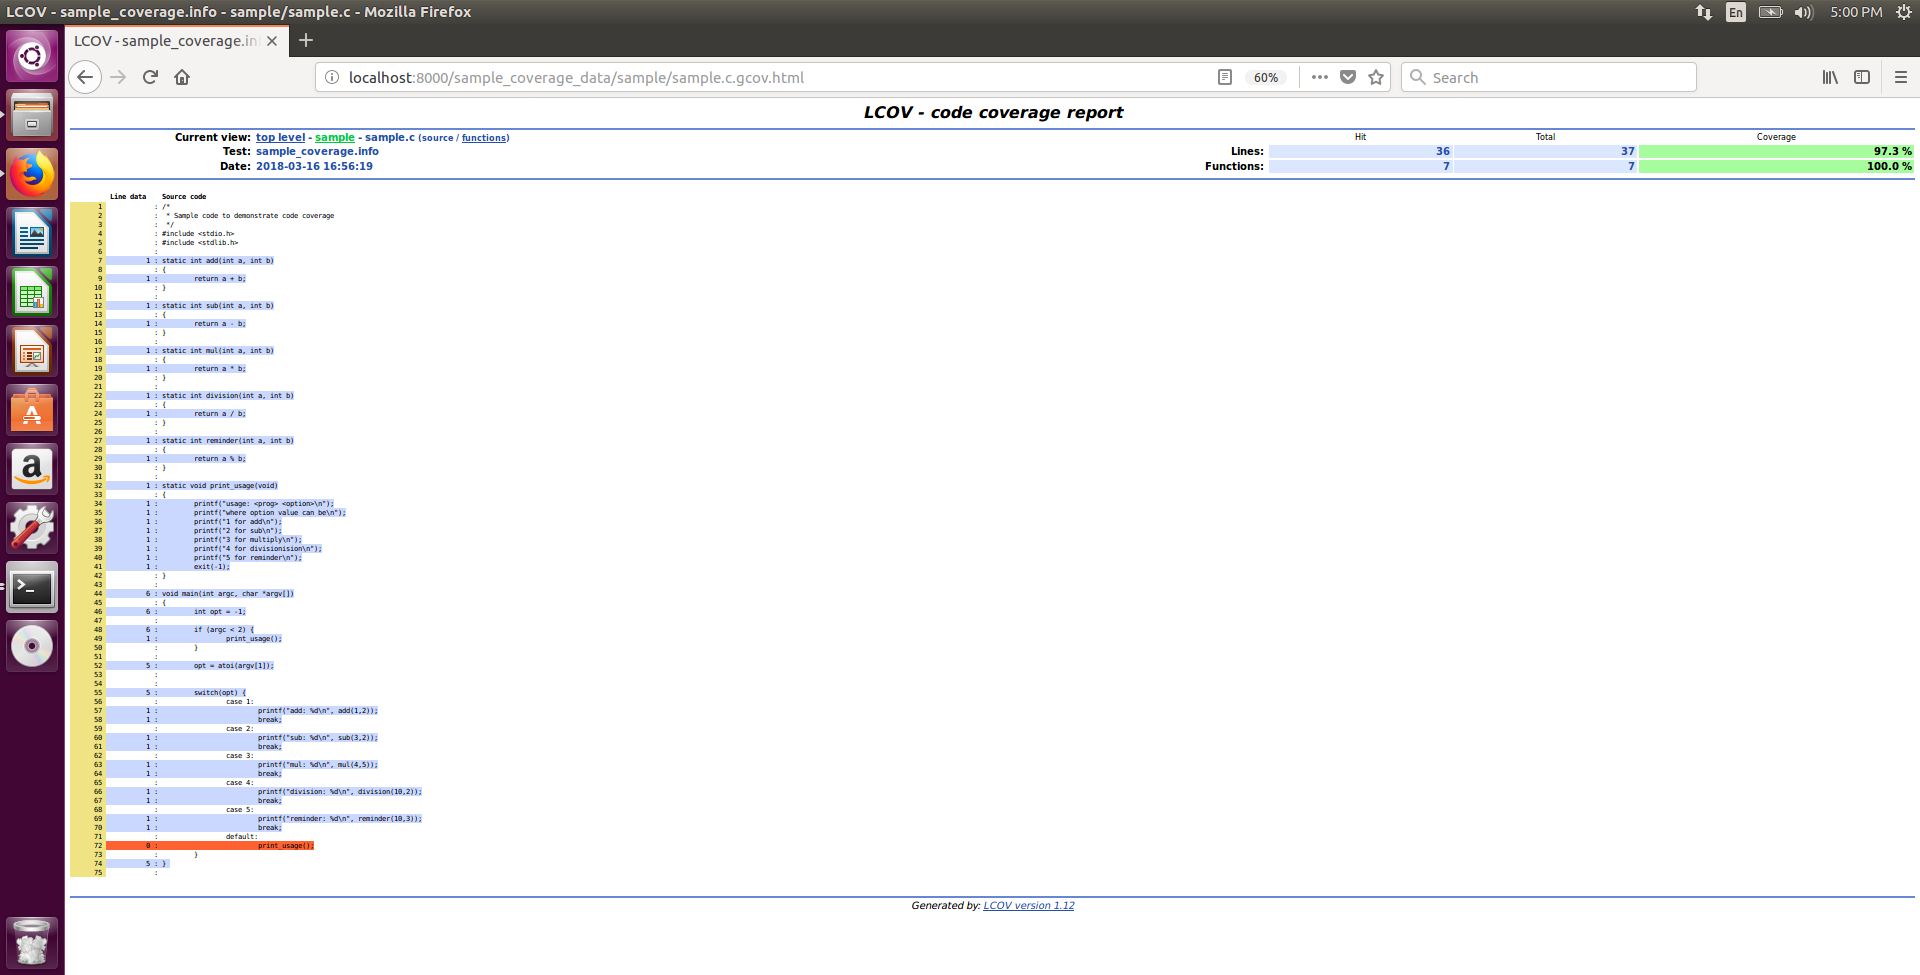 LCOV - sample_coverage.info - sample/sample.c - Mozilla Firefox
En
5:00 PM
LCOV - sample_coverage.in
localhost:8000/sample_coverage_data/sample/sample.c.gcov.html
60%
Search
LCOV - code coverage report
Current view: top level - sample - sample.c (source / functions)
Hit Total Coverage
Test: sample_coverage.info
Lines: 36 37 97.3 %
Date: 2018-03-16 16:56:19
Functions: 7 7 100.0 %
Line data Source code
1 : /*
2 : * Sample code to demonstrate code coverage
3 : */
4 : #include <stdio.h>
5 : #include <stdlib.h>
6 :
7 1 : static int add(int a, int b)
8 : {
9 1 : return a + b;
10 : }
11 :
12 1 : static int sub(int a, int b)
13 : {
14 1 : return a - b;
15 : }
16 :
17 1 : static int mul(int a, int b)
18 : {
19 1 : return a * b;
20 : }
21 :
22 1 : static int division(int a, int b)
23 : {
24 1 : return a / b;
25 : }
26 :
27 1 : static int reminder(int a, int b)
28 : {
29 1 : return a % b;
30 : }
31 :
32 1 : static void print_usage(void)
33 : {
34 1 : printf("usage: <prog> <option>\n");
35 1 : printf("where option value can be\n");
36 1 : printf("1 for add\n");
37 1 : printf("2 for sub\n");
38 1 : printf("3 for multiply\n");
39 1 : printf("4 for divisionision\n");
40 1 : printf("5 for reminder\n");
41 1 : exit(-1);
42 : }
43 :
44 6 : void main(int argc, char *argv[])
45 : {
46 6 : int opt = -1;
47 :
48 6 : if (argc < 2) {
49 1 : print_usage();
50 : }
51 :
52 5 : opt = atoi(argv[1]);
53 :
54 :
55 5 : switch(opt) {
56 : case 1:
57 1 : printf("add: %d\n", add(1,2));
58 1 : break;
59 : case 2:
60 1 : printf("sub: %d\n", sub(3,2));
61 1 : break;
62 : case 3:
63 1 : printf("mul: %d\n", mul(4,5));
64 1 : break;
65 : case 4:
66 1 : printf("division: %d\n", division(10,2));
67 1 : break;
68 : case 5:
69 1 : printf("reminder: %d\n", reminder(10,3));
70 1 : break;
71 : default:
72 0 : print_usage();
73 : }
74 5 : }
75 :
Generated by: LCOV version 1.12